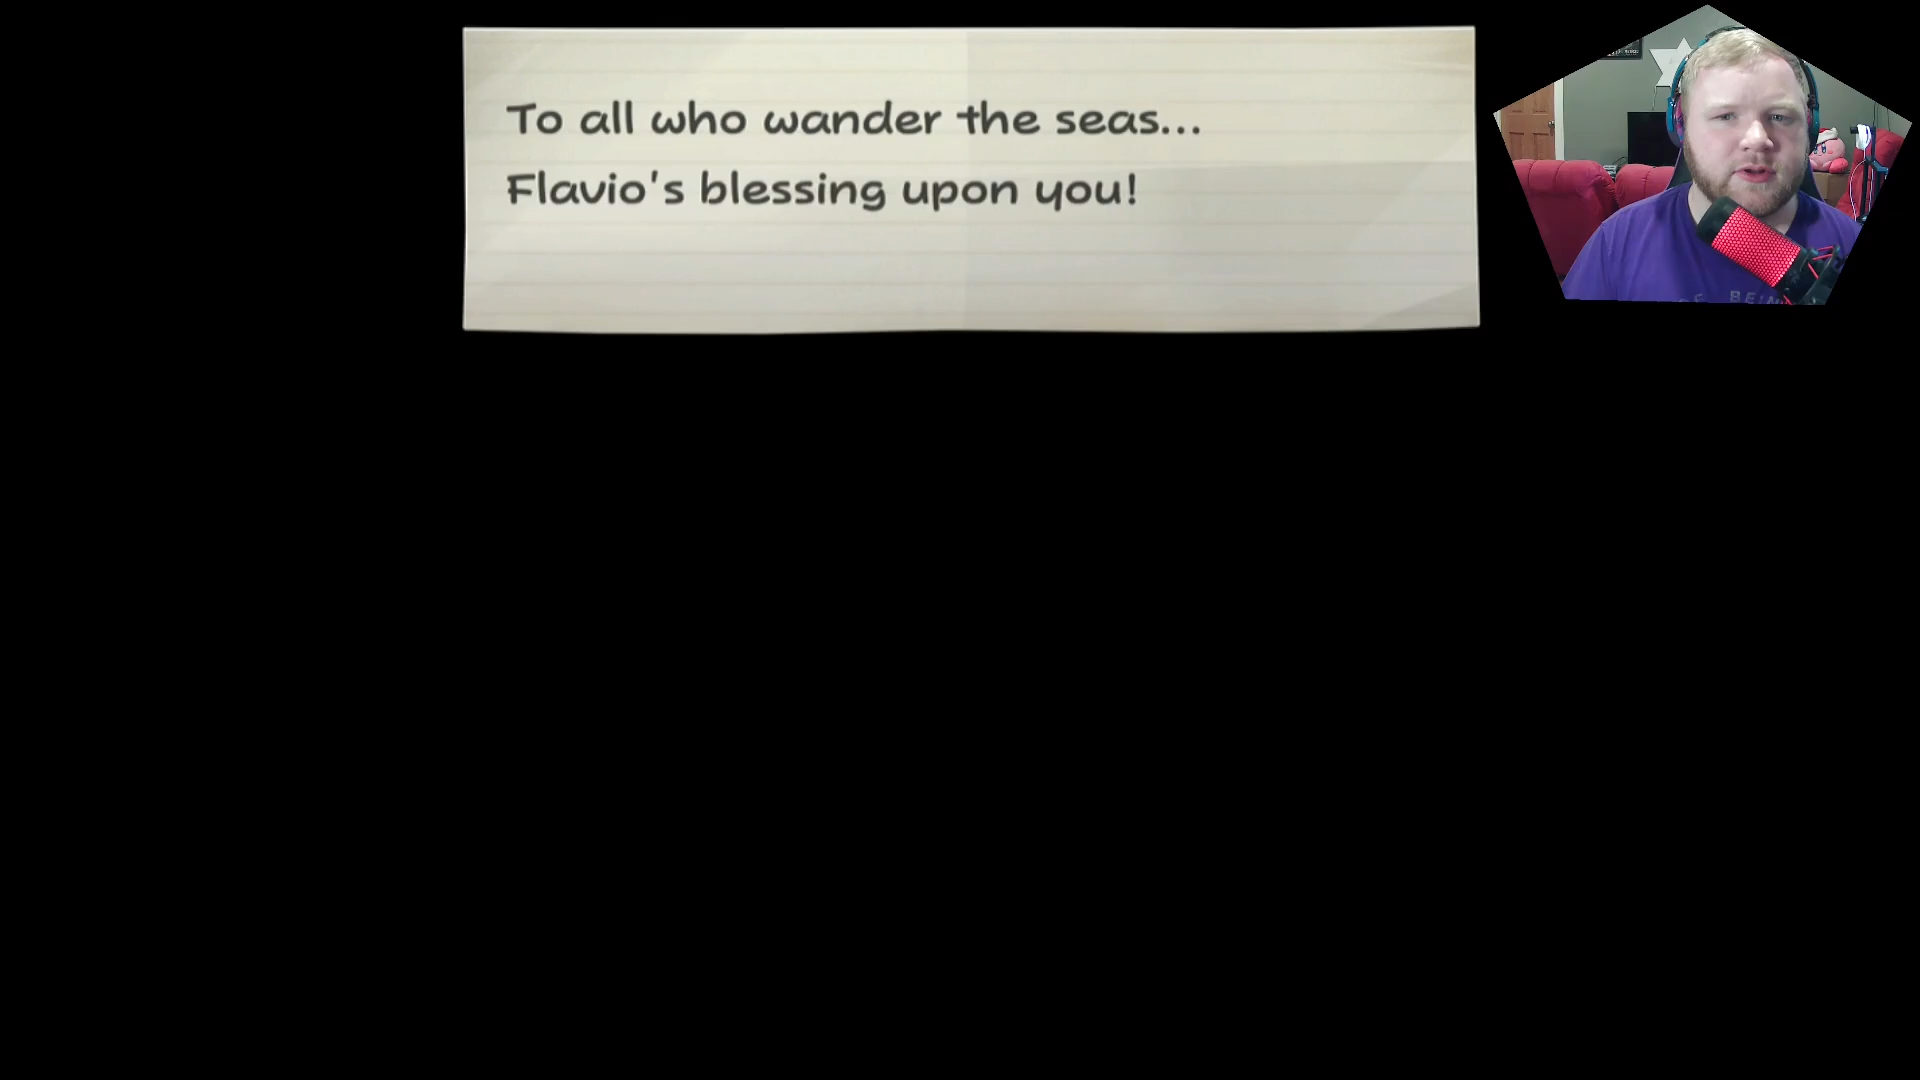 To all who wander the seas...
Flavio's blessing upon you!